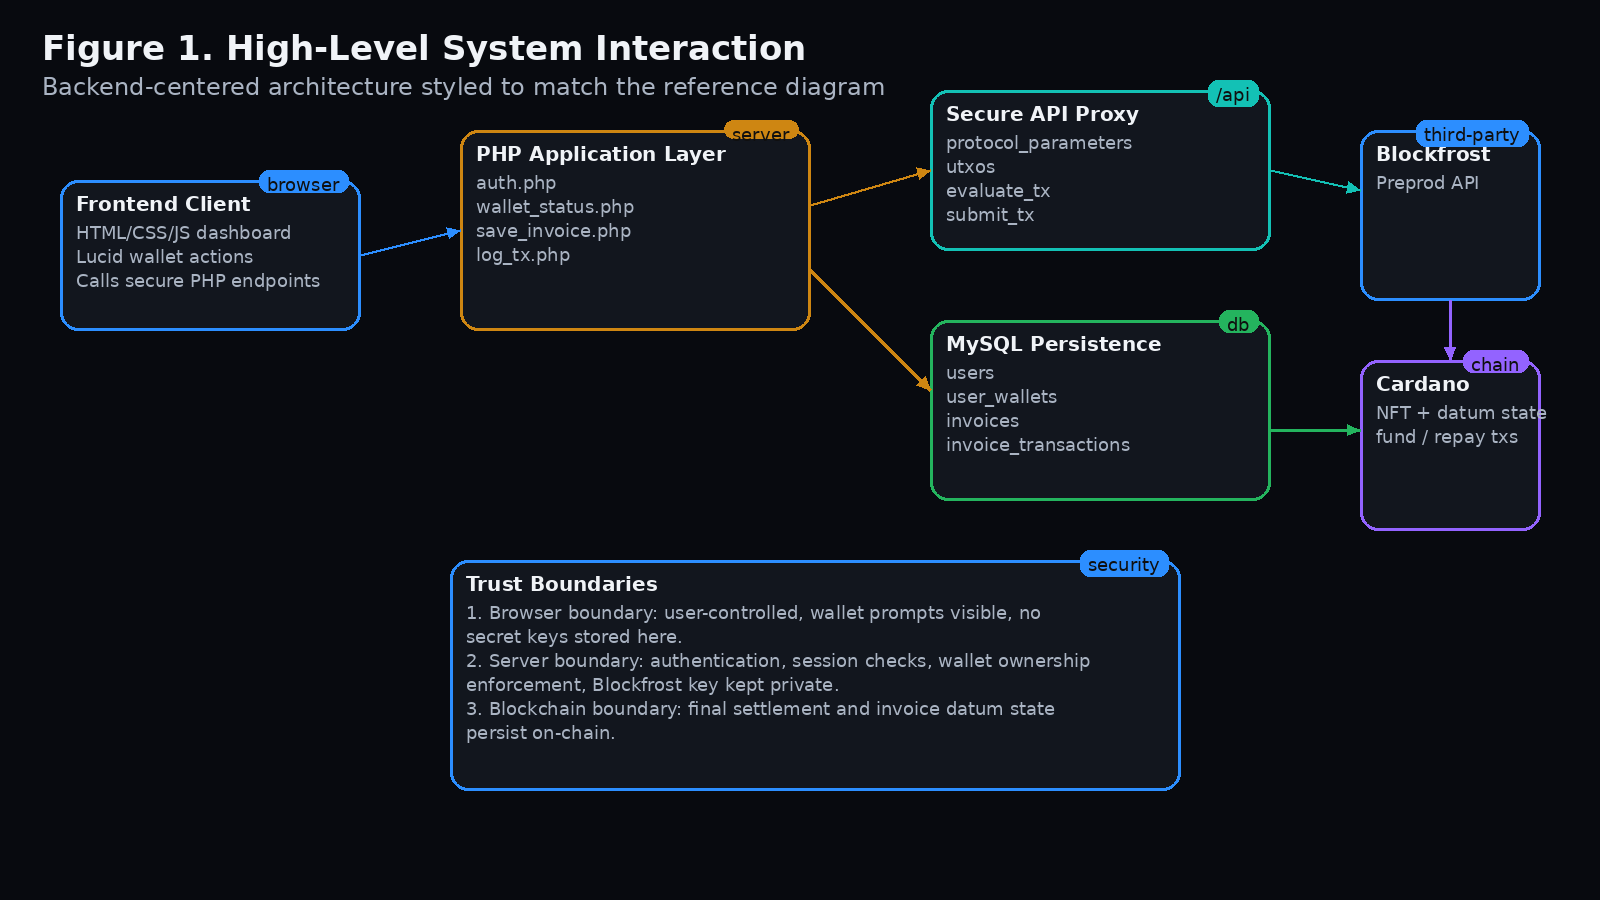 Figure 1. High-Level System Interaction
Backend-centered architecture styled to match the reference diagram
browser
Frontend Client
HTML/CSS/JS dashboard
Lucid wallet actions
Calls secure PHP endpoints
server
PHP Application Layer
auth.php
wallet_status.php
save_invoice.php
log_tx.php
/api
Secure API Proxy
protocol_parameters
utxos
evaluate_tx
submit_tx
third-party
Blockfrost
Preprod API
db
MySQL Persistence
users
user_wallets
invoices
invoice_transactions
chain
Cardano
NFT + datum state
fund / repay txs
security
Trust Boundaries
1. Browser boundary: user-controlled, wallet prompts visible, no
secret keys stored here.
2. Server boundary: authentication, session checks, wallet ownership
enforcement, Blockfrost key kept private.
3. Blockchain boundary: final settlement and invoice datum state
persist on-chain.